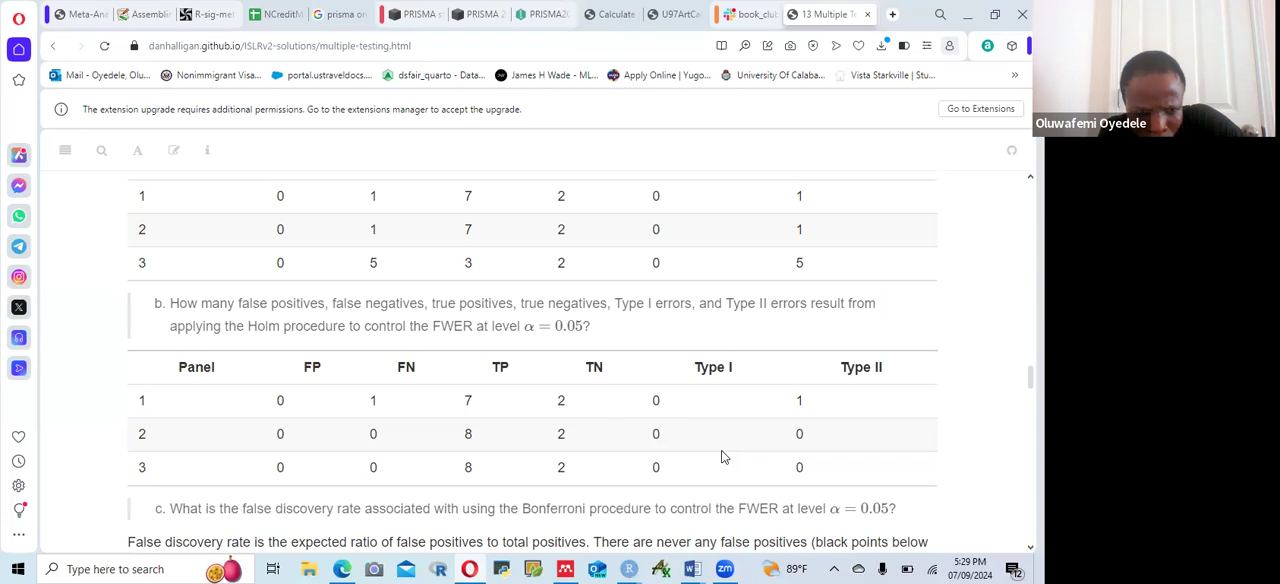 Meta-Ana
Assemblin
R-sig-met
NCreditM
prisma or
PRISMA s
PRISMA 2
PRISMA20
Calculate
U97ArtCa
book_clu
13 Multiple Te
danhalligan.github.io/ISLRv2-solutions/multiple-testing.html
Mail - Oyedele, Olu...
Nonimmigrant Visa...
portal.ustraveldocs....
dsfair_quarto - Data...
James H Wade - ML...
Apply Online | Yugo...
University Of Calaba...
Vista Starkville | Stu...
The extension upgrade requires additional permissions. Go to the extensions manager to accept the upgrade.
Go to Extensions
Oluwafemi Oyedele
1 0 1 7 2 0 1
2 0 1 7 2 0 1
3 0 5 3 2 0 5
b. How many false positives, false negatives, true positives, true negatives, Type I errors, and Type II errors result from
applying the Holm procedure to control the FWER at level α = 0.05?
Panel FP FN TP TN Type I Type II
1 0 1 7 2 0 1
2 0 0 8 2 0 0
3 0 0 8 2 0 0
c. What is the false discovery rate associated with using the Bonferroni procedure to control the FWER at level α = 0.05?
False discovery rate is the expected ratio of false positives to total positives. There are never any false positives (black points below
Type here to search
89°F
5:29 PM
07/09/2024
12